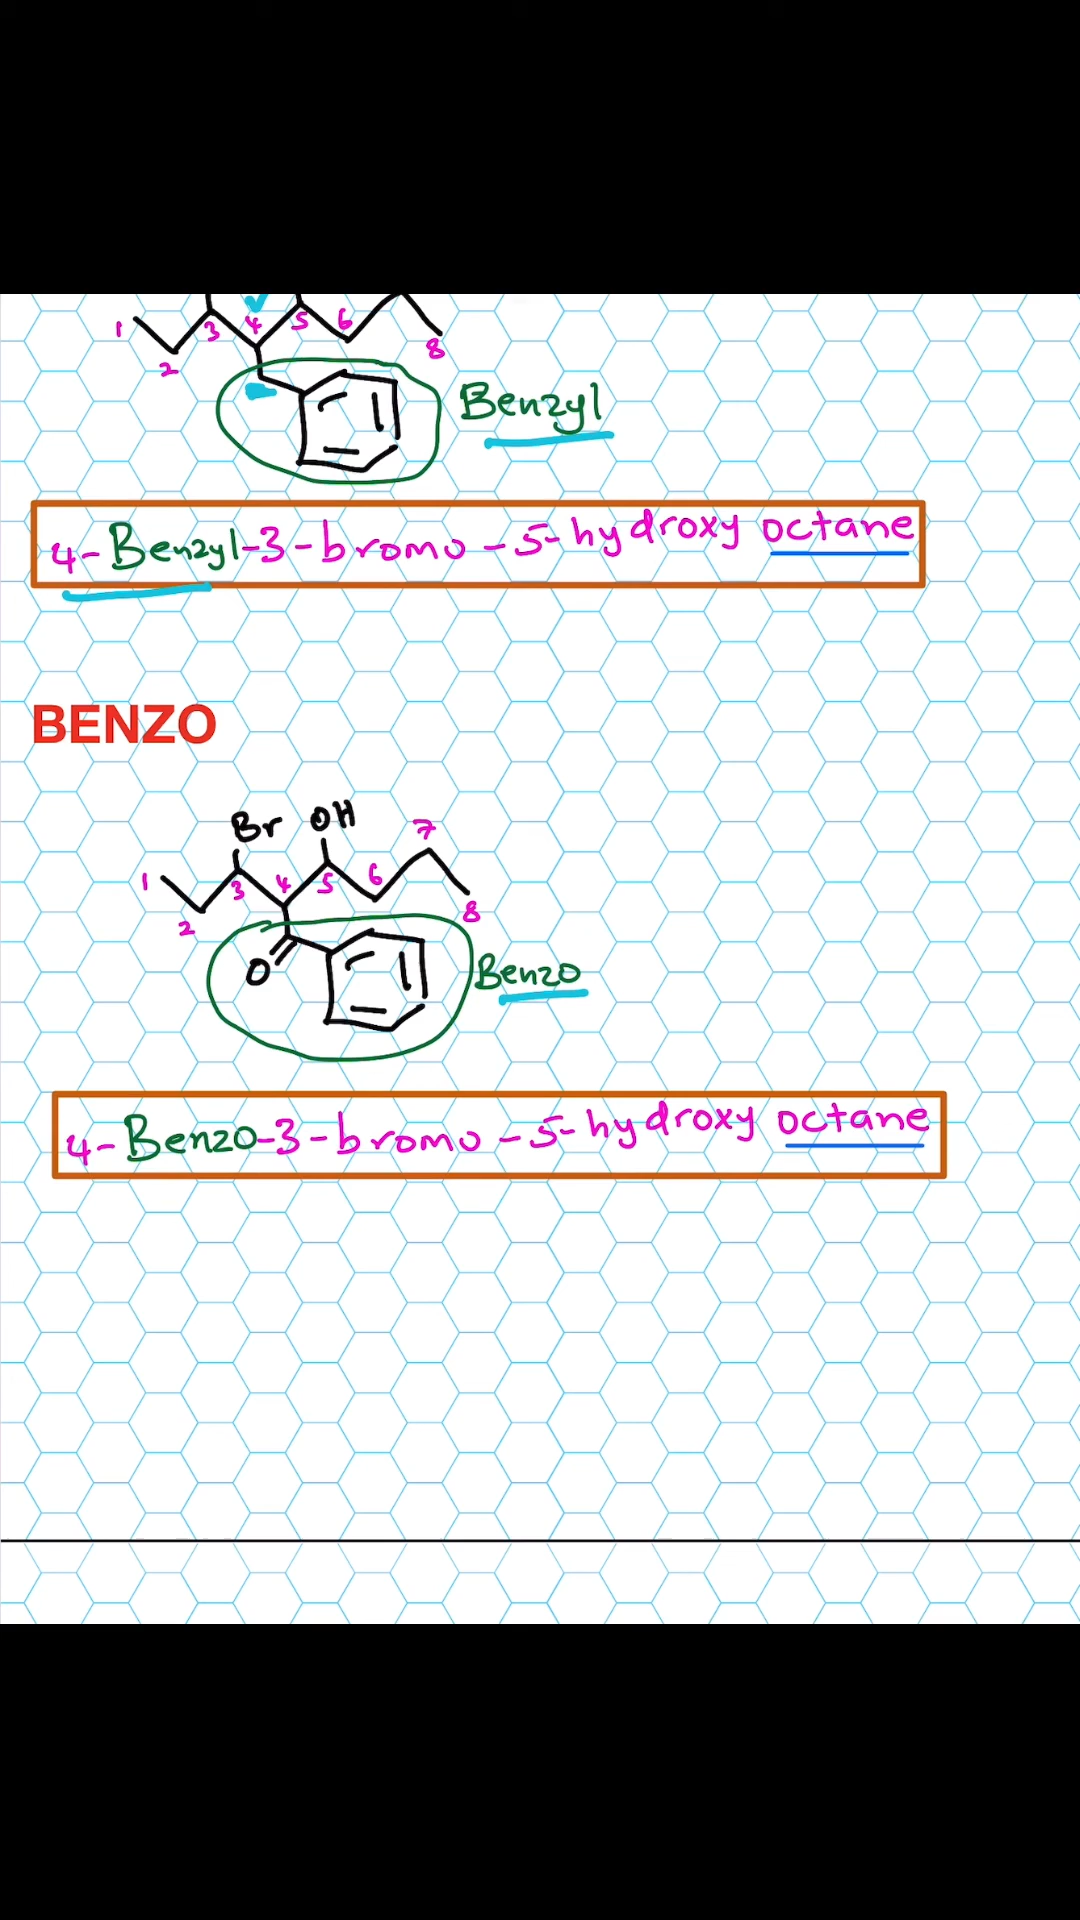 1 2 3 4 5 6 8
Benzyl
4-Benzyl-3-bromo-5-hydroxy octane
BENZO
Br OH
1 2 3 4 5 6 7 8
O
Benzo
4-Benzo-3-bromo-5-hydroxy octane